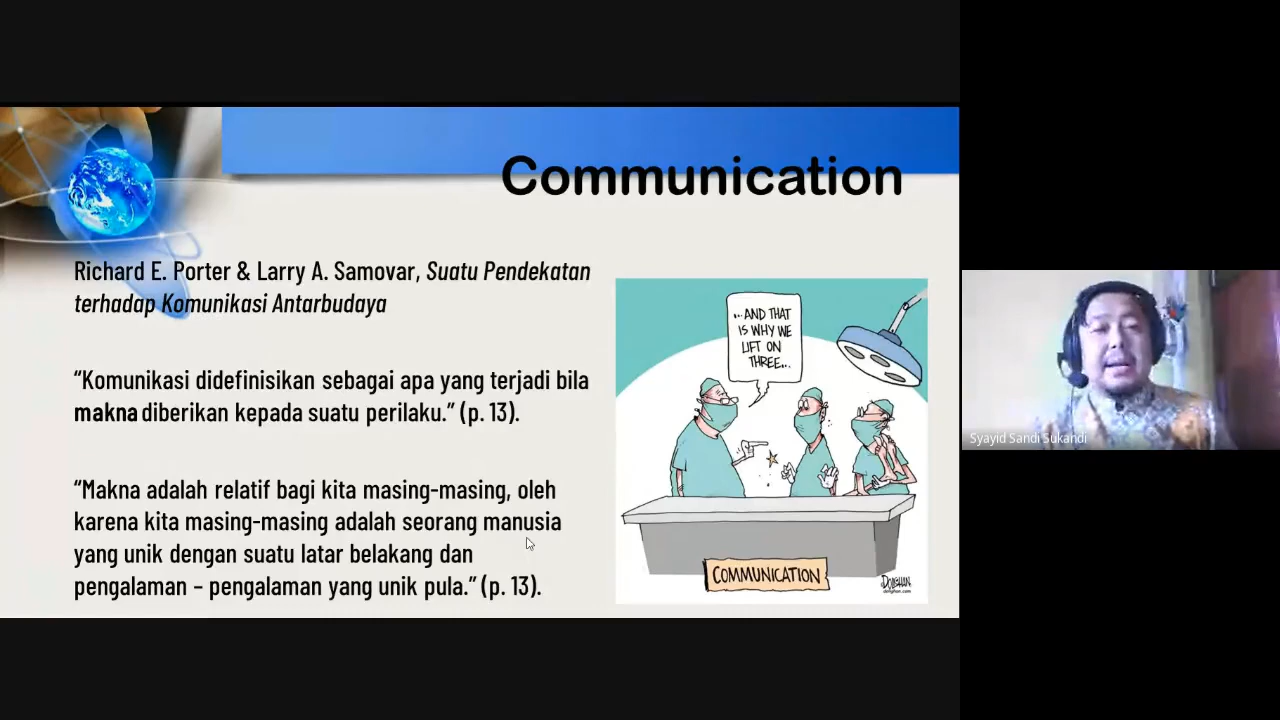 Communication
Richard E. Porter & Larry A. Samovar, Suatu Pendekatan
terhadap Komunikasi Antarbudaya
“Komunikasi didefinisikan sebagai apa yang terjadi bila
makna diberikan kepada suatu perilaku.” (p. 13).
“Makna adalah relatif bagi kita masing-masing, oleh
karena kita masing-masing adalah seorang manusia
yang unik dengan suatu latar belakang dan
pengalaman – pengalaman yang unik pula.” (p. 13).
...AND THAT
IS WHY WE
LIFT ON
THREE...
COMMUNICATION
Syayid Sandi Sukandi